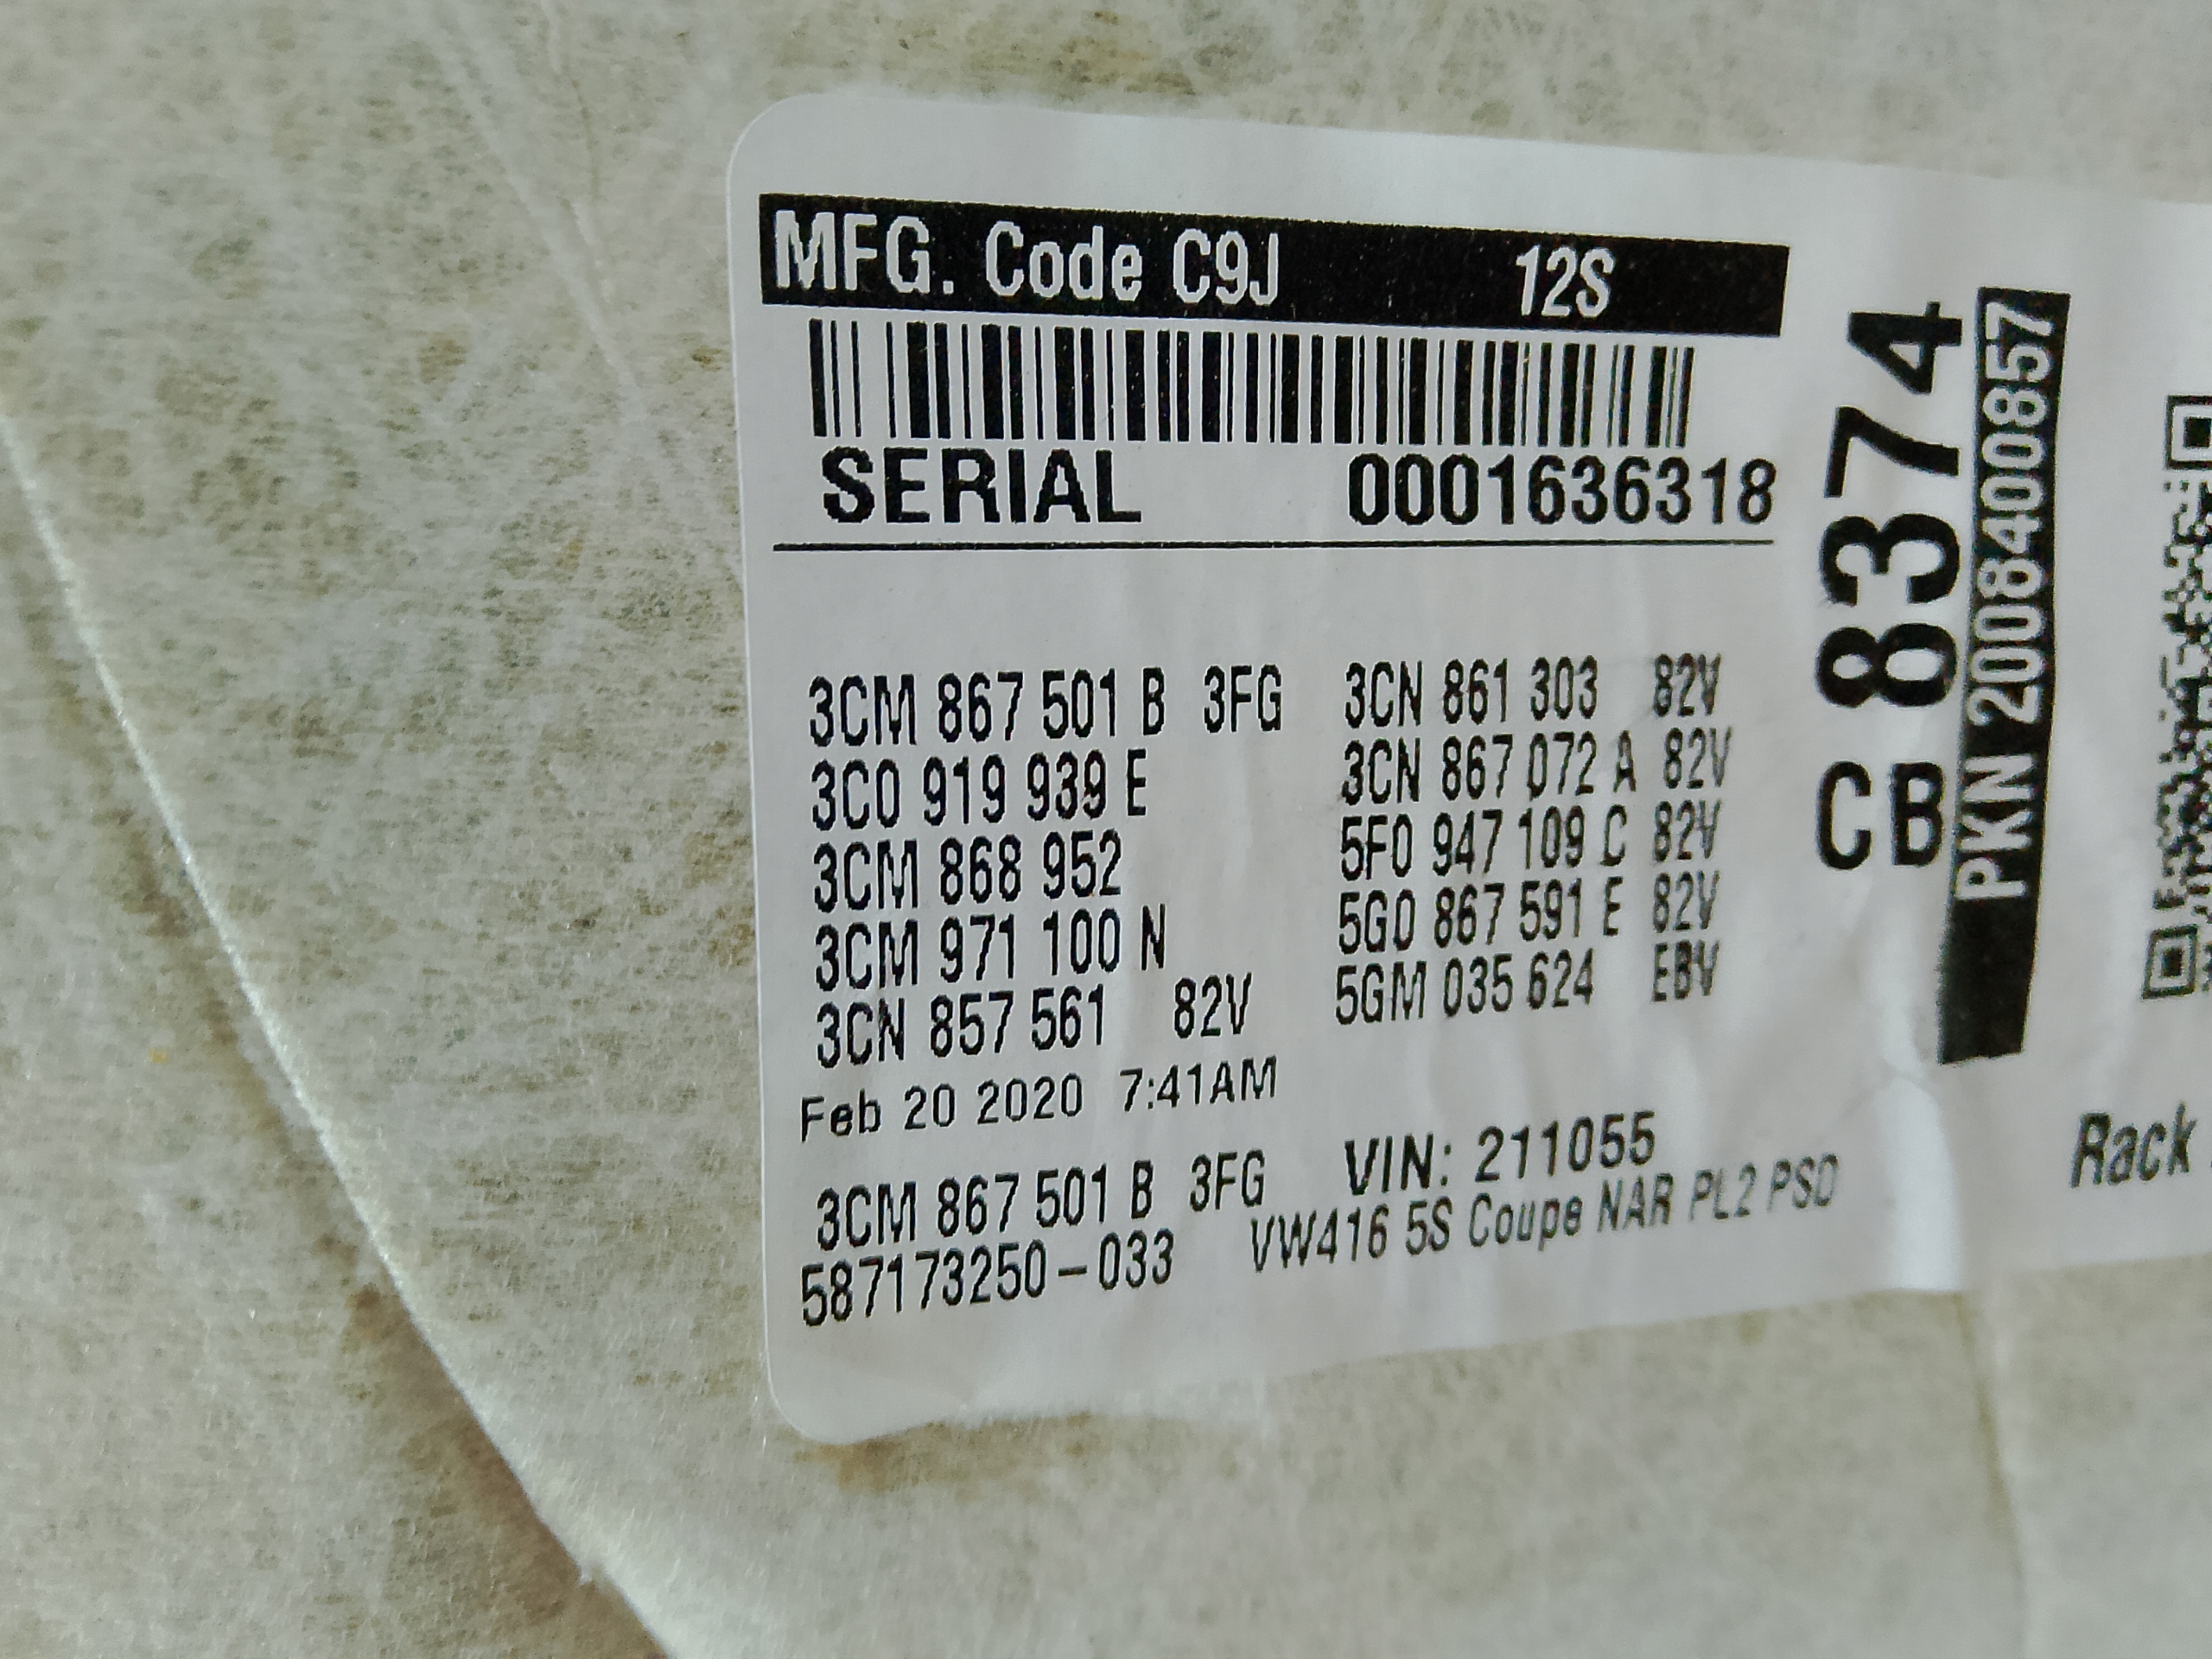 MFG. Code C9J 12S
SERIAL 0001636318
3CM 867 501 B 3FG
3C0 919 939 E
3CM 868 952
3CM 971 100 N
3CN 857 561 82V
3CN 861 303 82V
3CN 867 072 A 82V
5F0 947 109 C 82V
5G0 867 591 E 82V
5GM 035 624 EBV
Feb 20 2020 7:41AM
3CM 867 501 B 3FG VIN: 211055
587173250-033 VW416 5S Coupe NAR PL2 PSD
CB 8374
PKN 2008400857
Rack